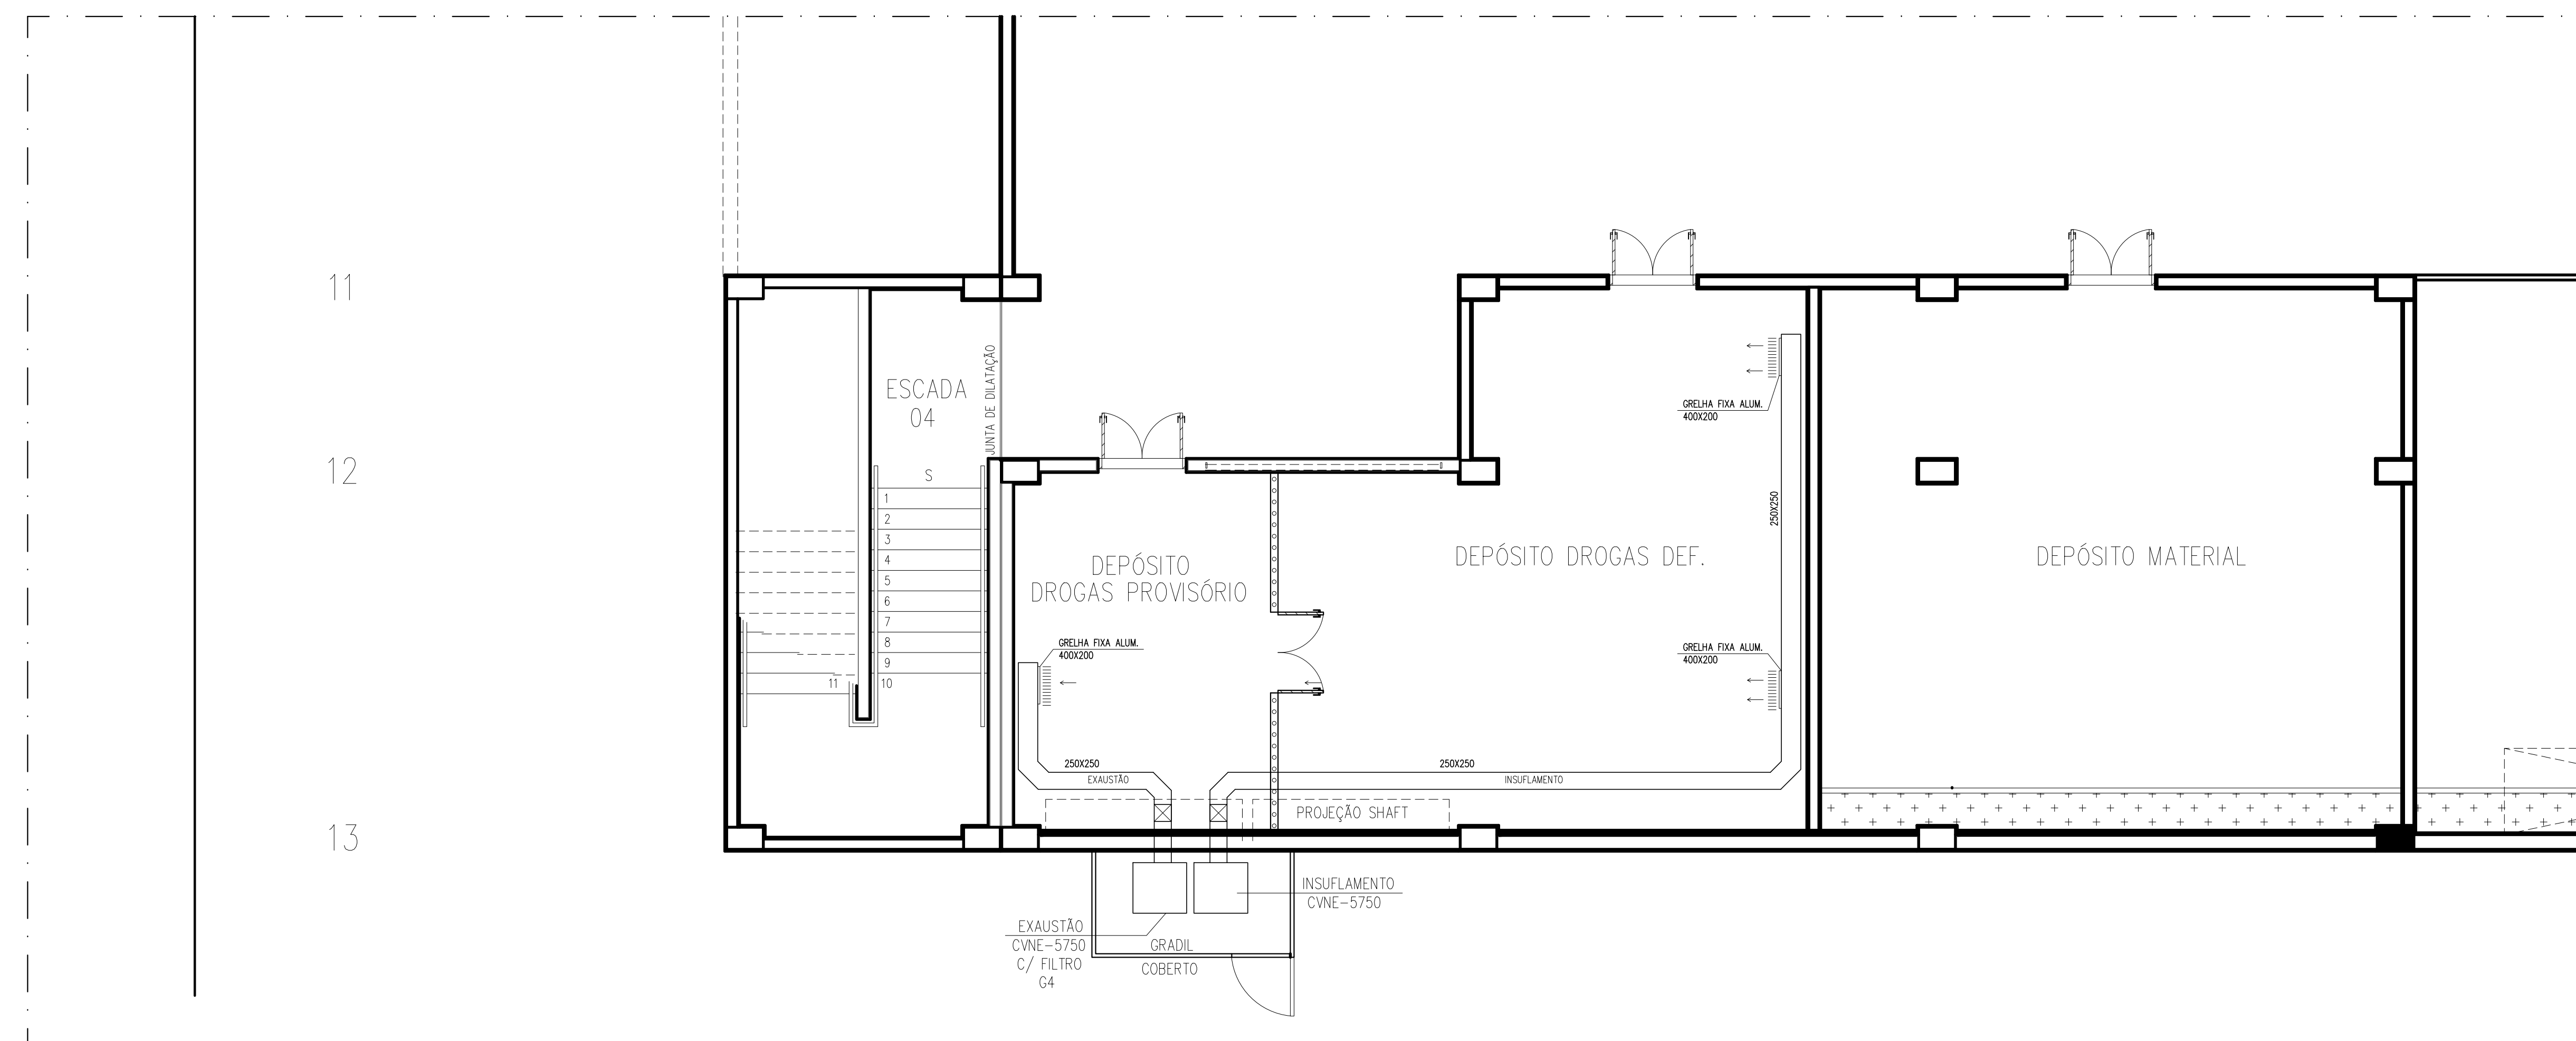 11
12
13
ESCADA
04
JUNTA DE DILATAÇÃO
S
1
2
3
4
5
6
7
8
9
10
11
DEPÓSITO
DROGAS PROVISÓRIO
GRELHA FIXA ALUM.
400X200
250X250
EXAUSTÃO
DEPÓSITO DROGAS DEF.
GRELHA FIXA ALUM.
400X200
250X250
GRELHA FIXA ALUM.
400X200
250X250
INSUFLAMENTO
PROJEÇÃO SHAFT
DEPÓSITO MATERIAL
INSUFLAMENTO
CVNE-5750
EXAUSTÃO
CVNE-5750
C/ FILTRO
G4
GRADIL
COBERTO